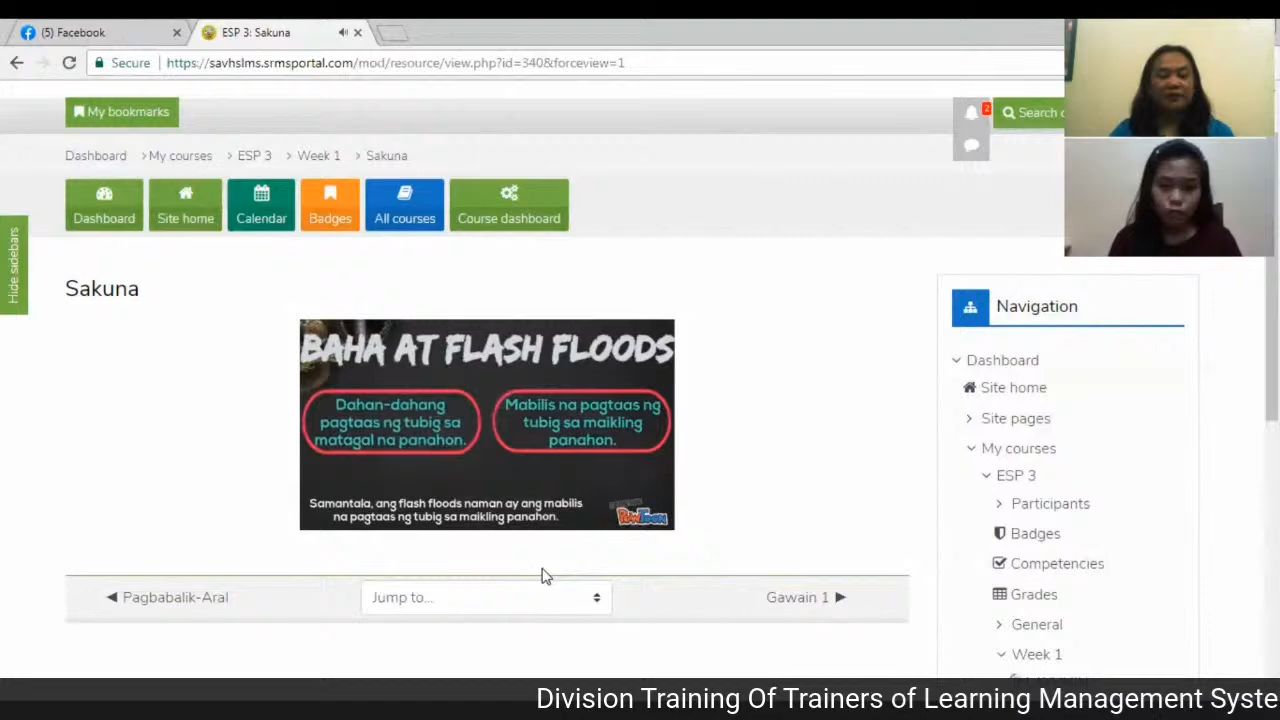 (5) Facebook
ESP 3: Sakuna
Secure
https://savhslms.srmsportal.com/mod/resource/view.php?id=340&forceview=1
My bookmarks
2
Search
Dashboard
My courses
ESP 3
Week 1
Sakuna
Dashboard
Site home
Calendar
Badges
All courses
Course dashboard
Hide sidebars
Sakuna
BAHA AT FLASH FLOODS
Dahan-dahang
pagtaas ng tubig sa
matagal na panahon.
Mabilis na pagtaas ng
tubig sa maikling
panahon.
Samantala, ang flash floods naman ay ang mabilis
na pagtaas ng tubig sa maikling panahon.
POWTOON
Pagbabalik-Aral
Jump to...
Gawain 1
Navigation
Dashboard
Site home
Site pages
My courses
ESP 3
Participants
Badges
Competencies
Grades
General
Week 1
Division Training Of Trainers of Learning Management Syste